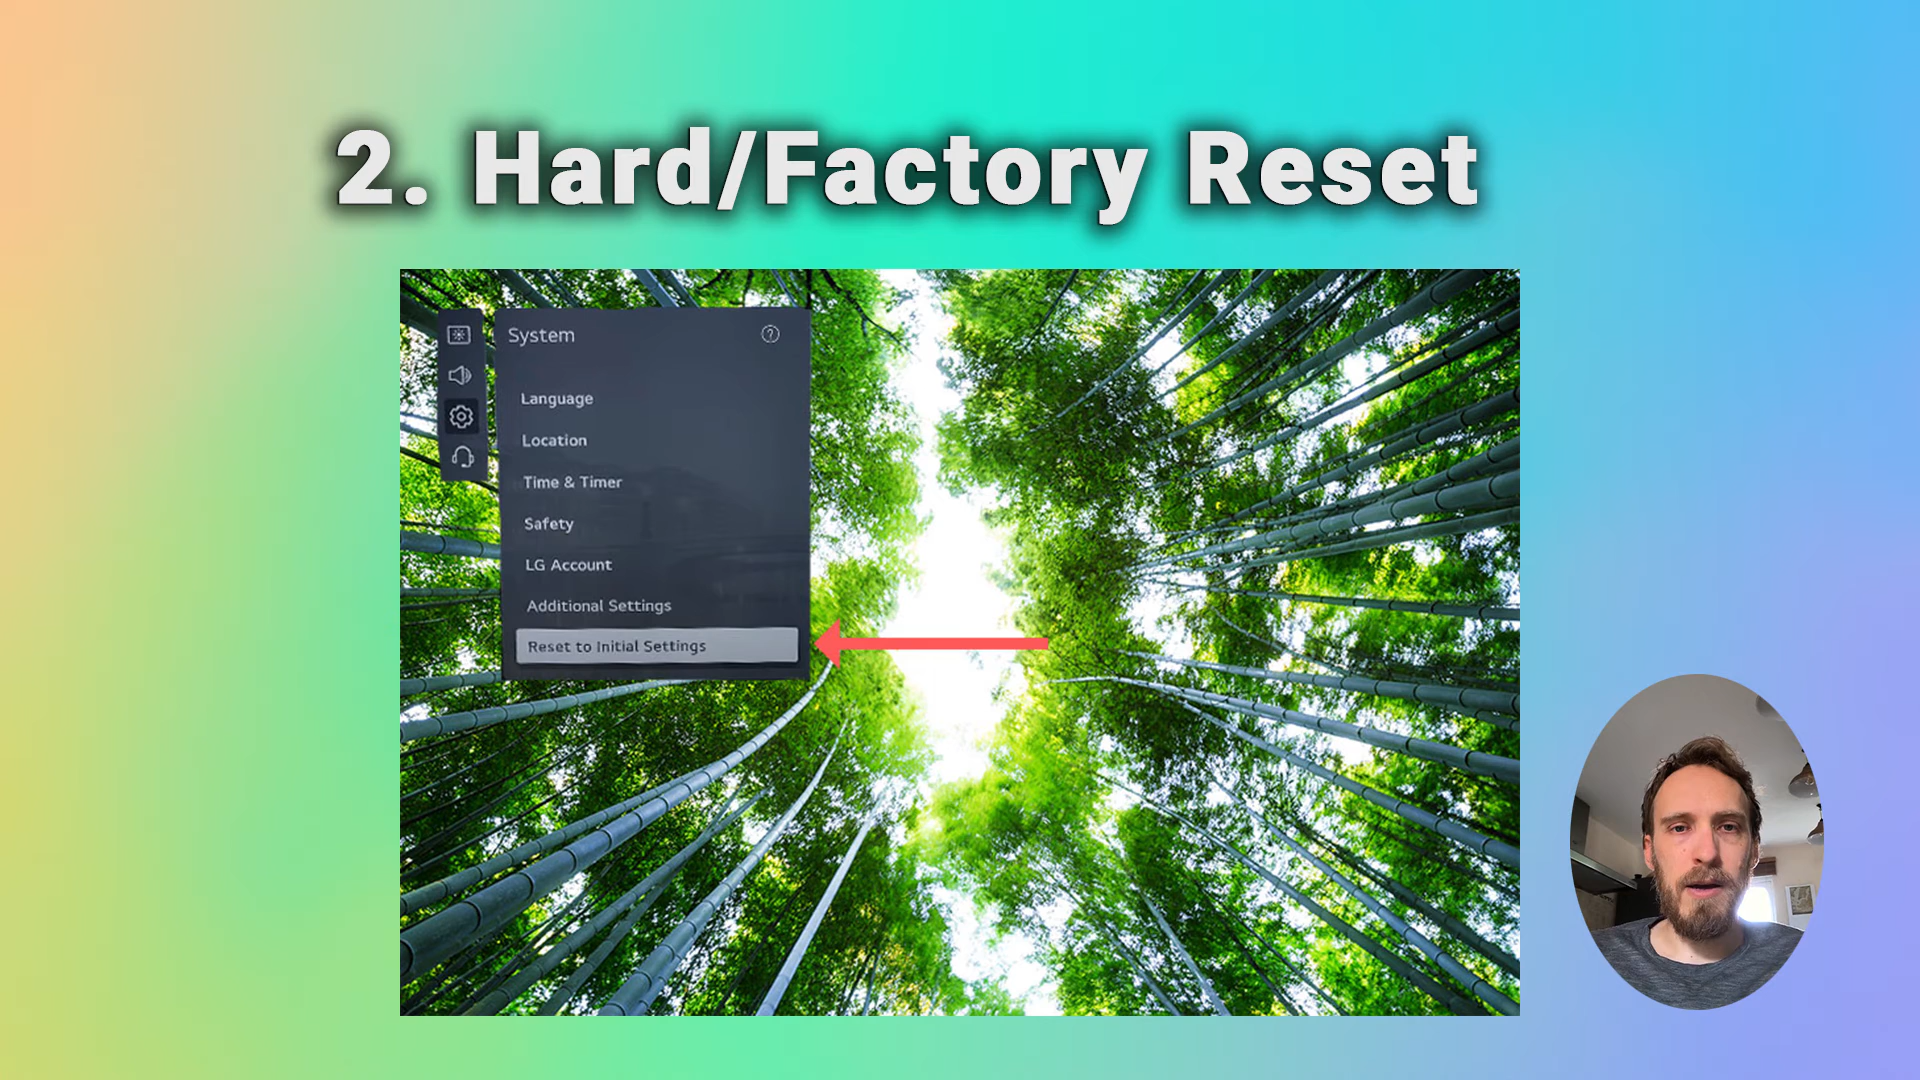 2. Hard/Factory Reset
System
Language
Location
Time & Timer
Safety
LG Account
Additional Settings
Reset to Initial Settings